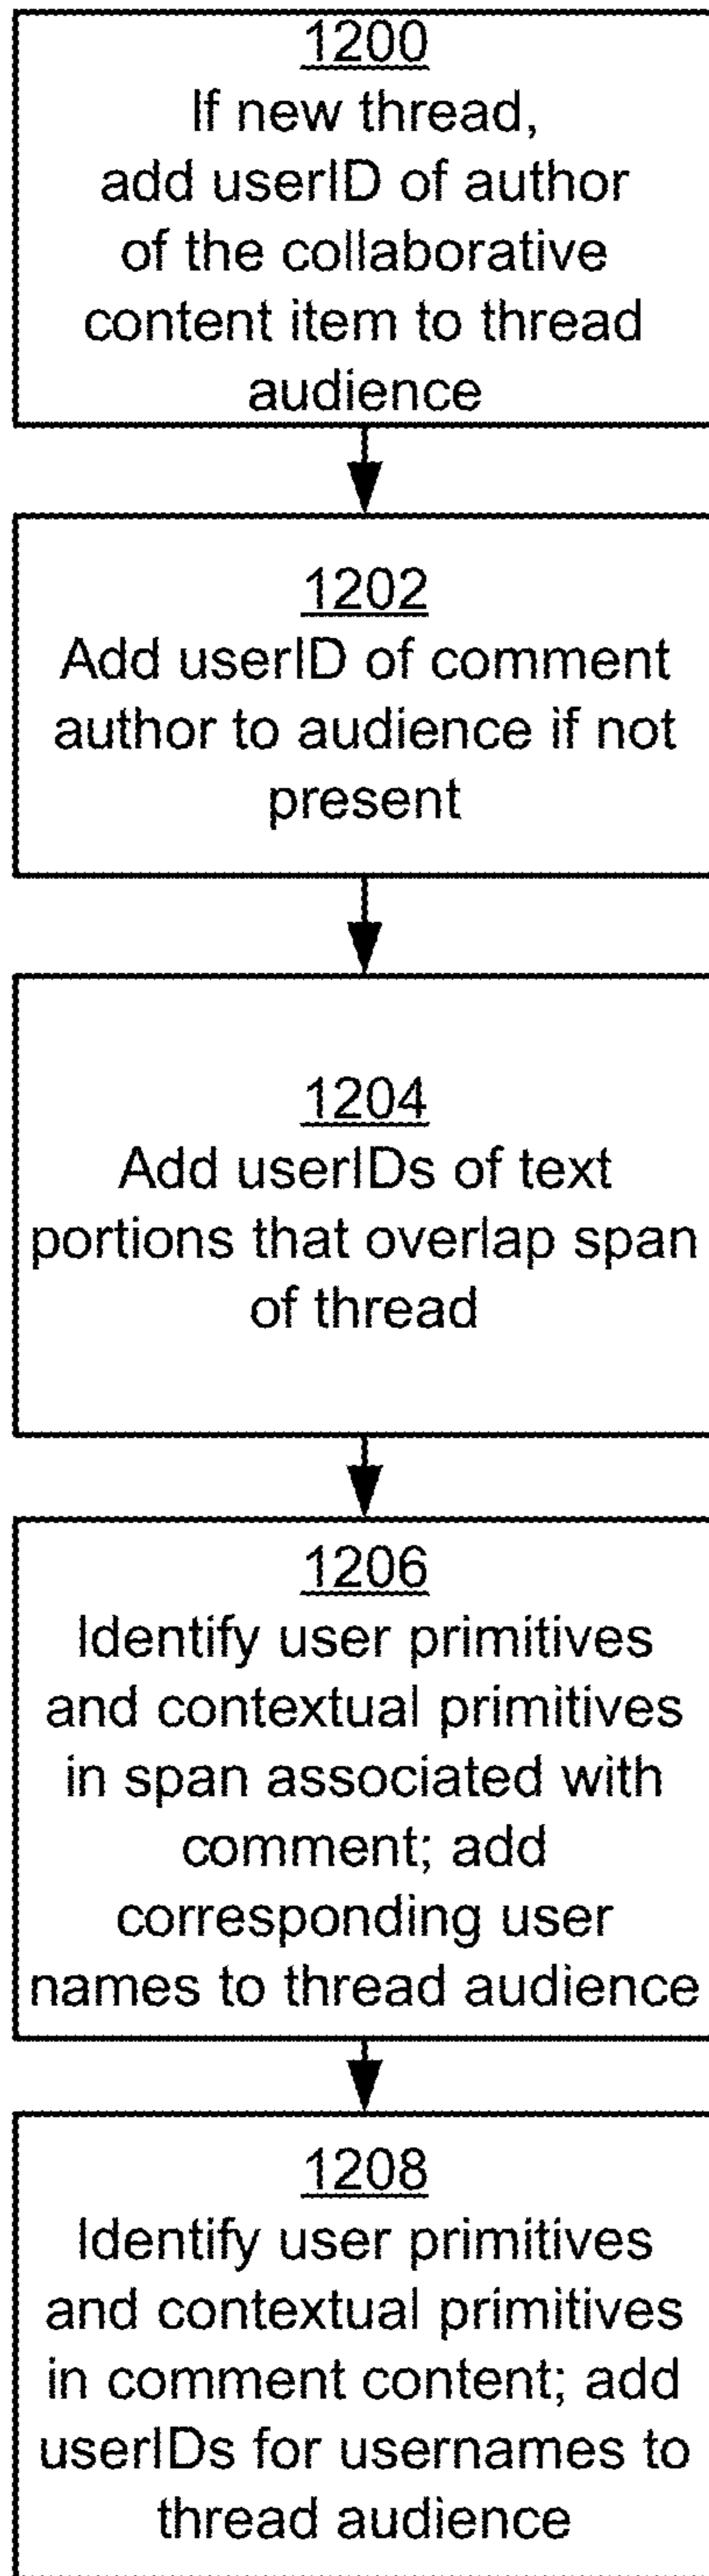 1200
If new thread,
add userID of author
of the collaborative
content item to thread
audience
1202
Add userID of comment
author to audience if not
present
1204
Add userIDs of text
portions that overlap span
of thread
1206
Identify user primitives
and contextual primitives
in span associated with
comment; add
corresponding user
names to thread audience
1208
Identify user primitives
and contextual primitives
in comment content; add
userIDs for usernames to
thread audience